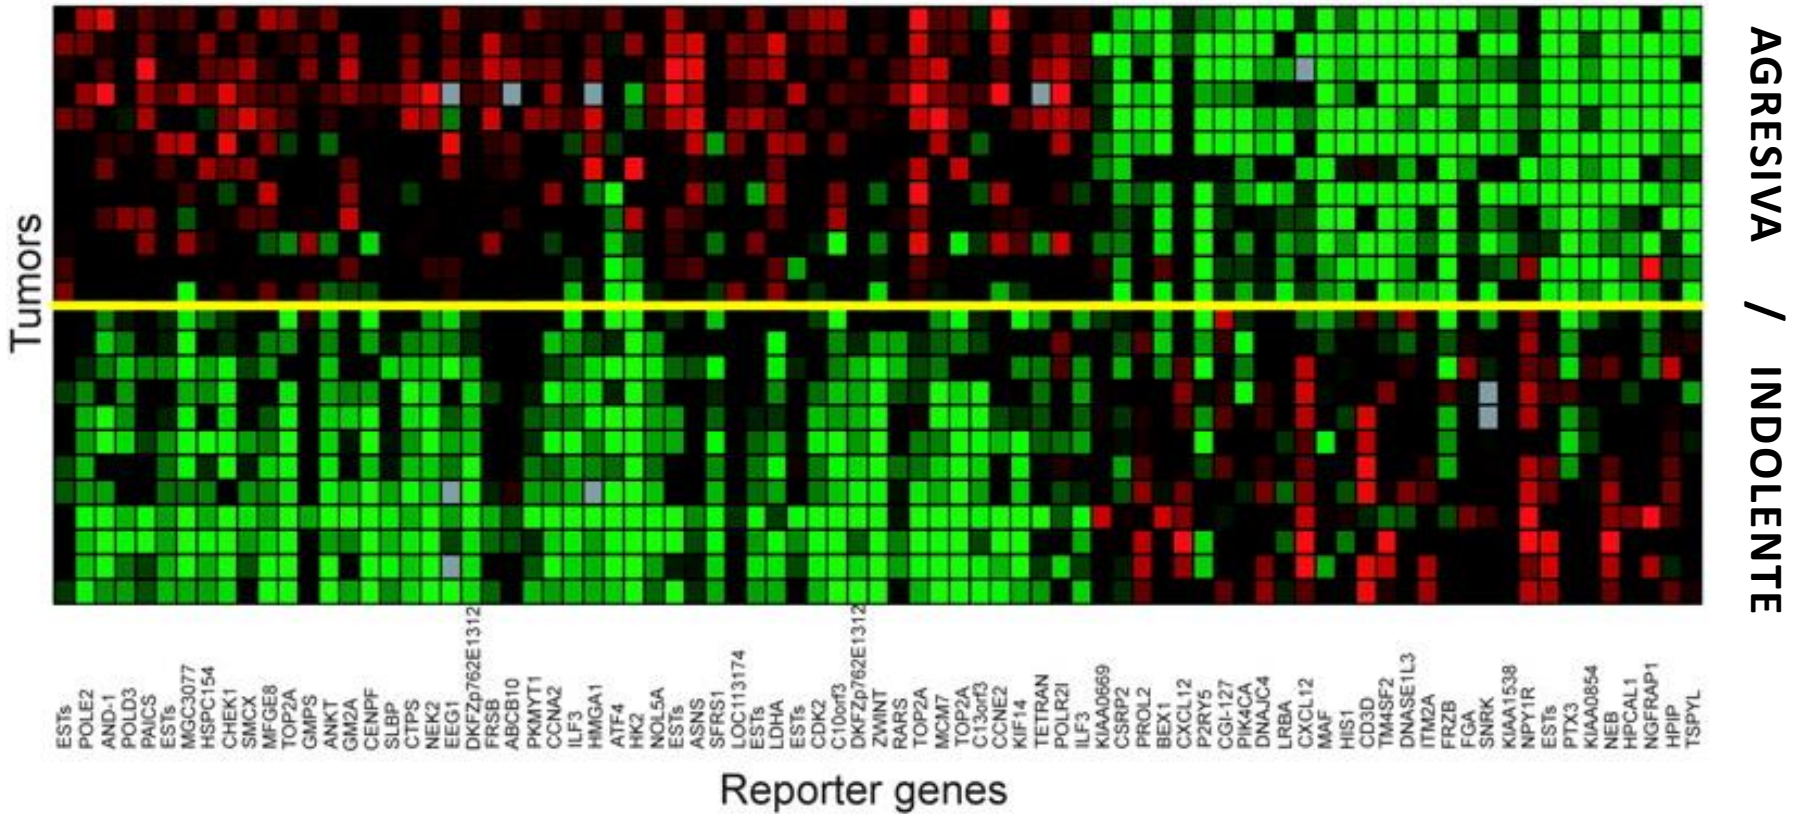 Tumors
AGRESIVA / INDOLENTE
ESTs
POLE2
AND-1
POLD3
PAICS
ESTs
MGC3077
HSPC154
CHEK1
SMCX
MFGE8
TOP2A
GMPS
ANKT
GM2A
CENPF
SLBP
CTPS
NEK2
EEG1
DKFZp762E1312
FRSB
ABCB10
PKMYT1
CCNA2
ILF3
HMGA1
ATF4
HK2
NOL5A
ESTs
ASNS
SFRS1
LOC113174
ESTs
LDHA
ESTs
CDK2
C10orf3
DKFZp762E1312
ZWINT
RARS
TOP2A
MCM7
TOP2A
C13orf3
CCNE2
KIF14
TETRAN
POLR2I
ILF3
KIAA0669
CSRP2
PROL2
BEX1
CXCL12
P2RY5
CGI-127
PIK4CA
DNAJC4
LRBA
CXCL12
MAF
HIS1
CD3D
TM4SF2
DNASE1L3
ITM2A
FRZB
FGA
SNRK
KIAA1538
NPY1R
ESTs
PTX3
KIAA0854
NEB
HPCAL1
NGFRAP1
HPIP
TSPYL
Reporter genes